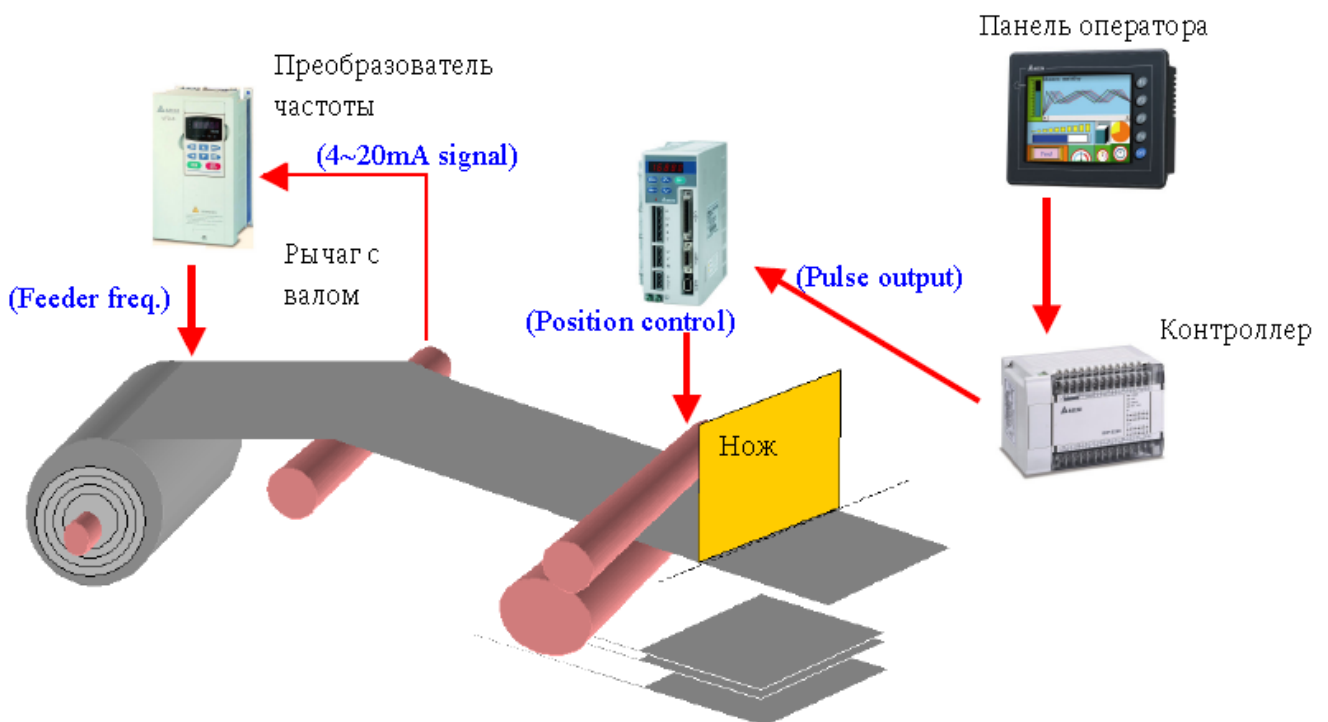 Панель оператора
Преобразователь
частоты
(4~20mA signal)
Рычаг с
валом
(Feeder freq.)
(Pulse output)
(Position control)
Контроллер
Нож